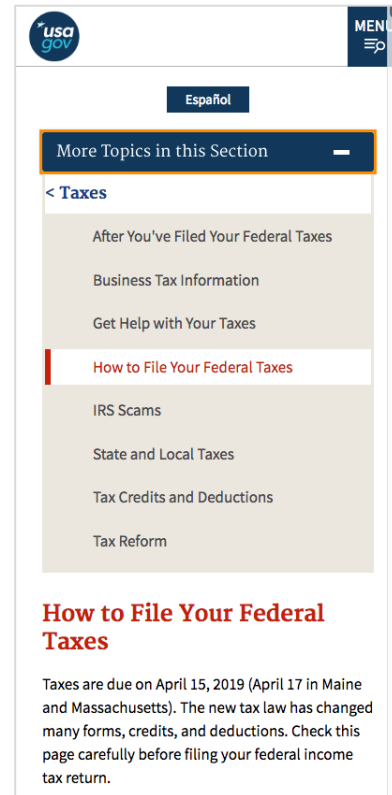 usa
gov
MENU
Español
More Topics in this Section
< Taxes
After You've Filed Your Federal Taxes
Business Tax Information
Get Help with Your Taxes
How to File Your Federal Taxes
IRS Scams
State and Local Taxes
Tax Credits and Deductions
Tax Reform
How to File Your Federal
Taxes
Taxes are due on April 15, 2019 (April 17 in Maine
and Massachusetts). The new tax law has changed
many forms, credits, and deductions. Check this
page carefully before filing your federal income
tax return.